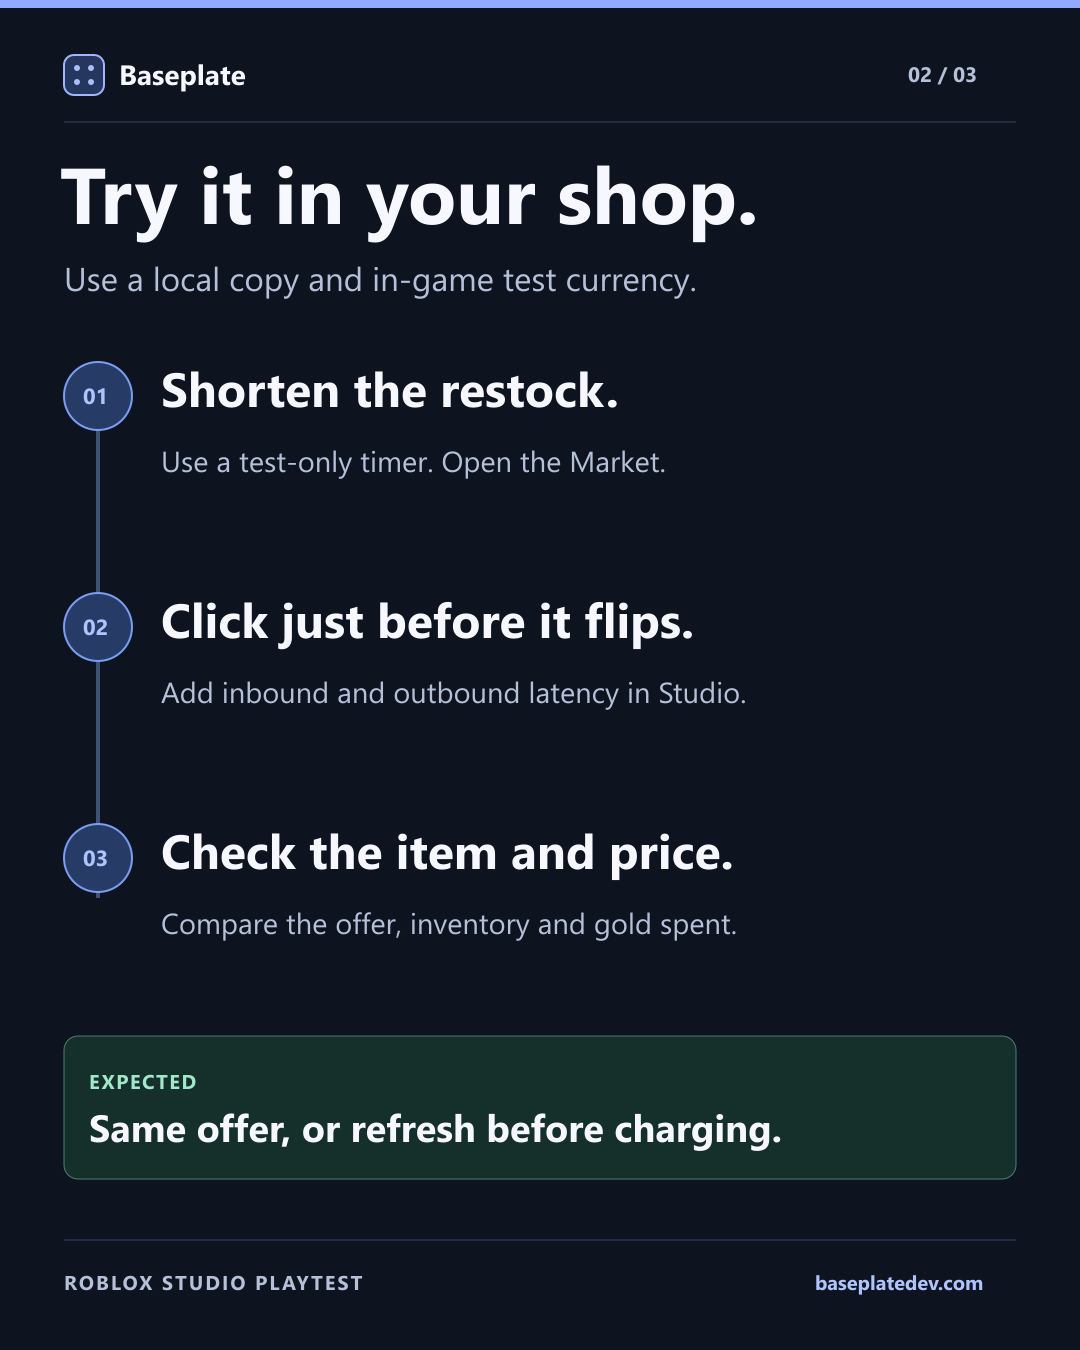 Baseplate
02 / 03
Try it in your shop.
Use a local copy and in-game test currency.
01
Shorten the restock.
Use a test-only timer. Open the Market.
02
Click just before it flips.
Add inbound and outbound latency in Studio.
03
Check the item and price.
Compare the offer, inventory and gold spent.
EXPECTED
Same offer, or refresh before charging.
ROBLOX STUDIO PLAYTEST
baseplatedev.com